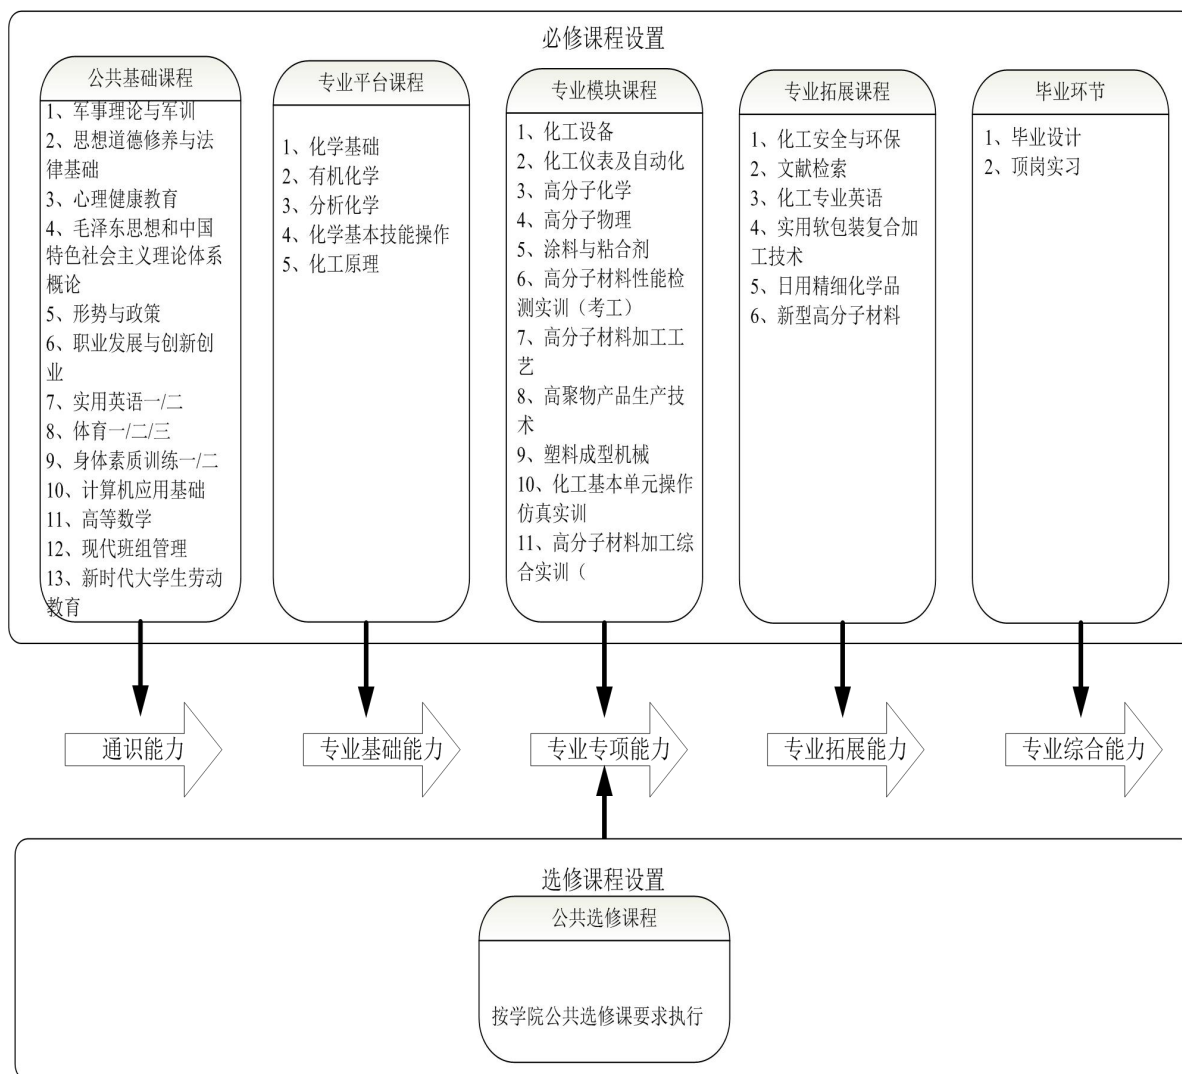 必修课程设置
公共基础课程
1、军事理论与军训
2、思想道德修养与法
律基础
3、心理健康教育
4、毛泽东思想和中国
特色社会主义理论体系
概论
5、形势与政策
6、职业发展与创新创
业
7、实用英语一/二
8、体育一/二/三
9、身体素质训练一/二
10、计算机应用基础
11、高等数学
12、现代班组管理
13、新时代大学生劳动
教育
专业平台课程
1、化学基础
2、有机化学
3、分析化学
4、化学基本技能操作
5、化工原理
专业模块课程
1、化工设备
2、化工仪表及自动化
3、高分子化学
4、高分子物理
5、涂料与粘合剂
6、高分子材料性能检
测实训（考工）
7、高分子材料加工工
艺
8、高聚物产品生产技
术
9、塑料成型机械
10、化工基本单元操作
仿真实训
11、高分子材料加工综
合实训（
专业拓展课程
1、化工安全与环保
2、文献检索
3、化工专业英语
4、实用软包装复合加
工技术
5、日用精细化学品
6、新型高分子材料
毕业环节
1、毕业设计
2、顶岗实习
通识能力
专业基础能力
专业专项能力
专业拓展能力
专业综合能力
选修课程设置
公共选修课程
按学院公共选修课要求执行